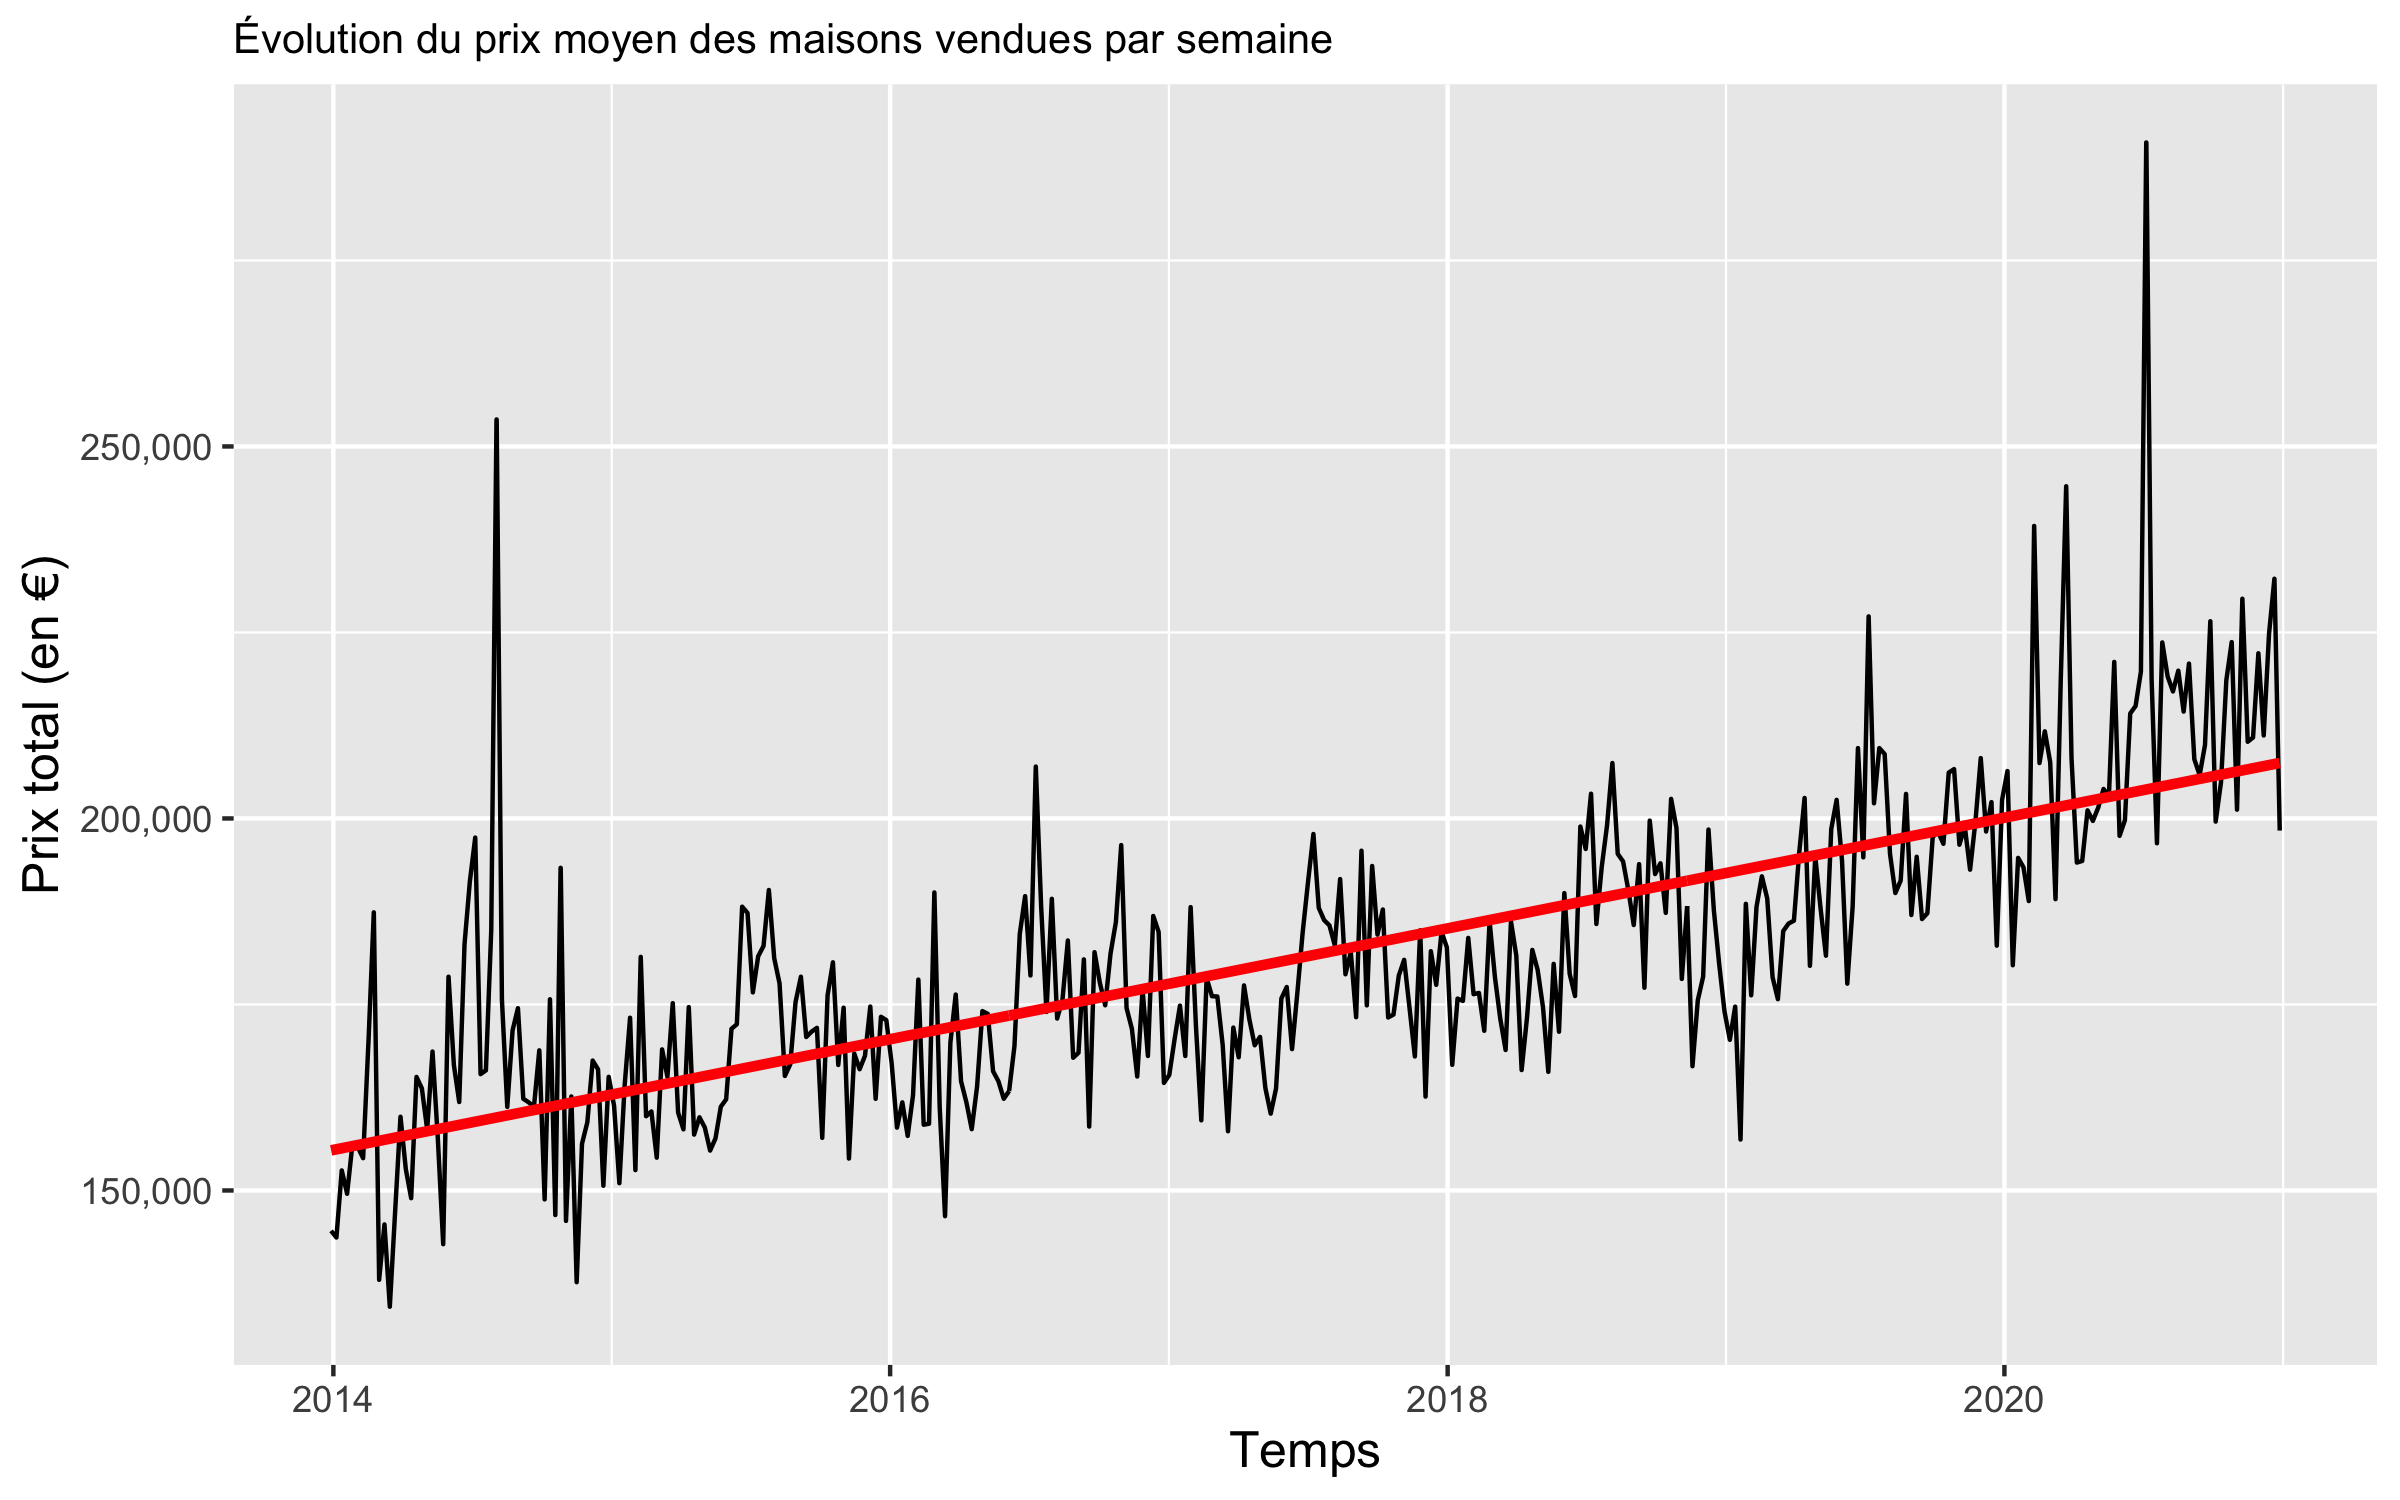 Évolution du prix moyen des maisons vendues par semaine
Prix total (en €)
250,000
200,000
150,000
2014
2016
2018
2020
Temps